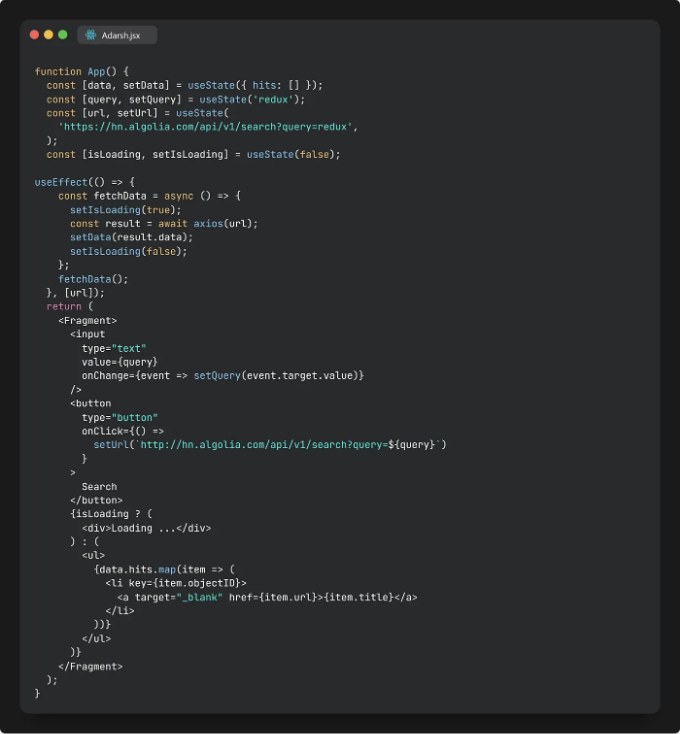 Adarsh.jsx
function App() {
  const [data, setData] = useState({ hits: [] });
  const [query, setQuery] = useState('redux');
  const [url, setUrl] = useState(
    'https://hn.algolia.com/api/v1/search?query=redux',
  );
  const [isLoading, setIsLoading] = useState(false);

useEffect(() => {
    const fetchData = async () => {
      setIsLoading(true);
      const result = await axios(url);
      setData(result.data);
      setIsLoading(false);
    };
    fetchData();
  }, [url]);
  return (
    <Fragment>
      <input
        type="text"
        value={query}
        onChange={event => setQuery(event.target.value)}
      />
      <button
        type="button"
        onClick={() =>
          setUrl(`http://hn.algolia.com/api/v1/search?query=${query}`)
        }
      >
        Search
      </button>
      {isLoading ? (
        <div>Loading ...</div>
      ) : (
        <ul>
          {data.hits.map(item => (
            <li key={item.objectID}>
              <a target="_blank" href={item.url}>{item.title}</a>
            </li>
          ))}
        </ul>
      )}
    </Fragment>
  );
}